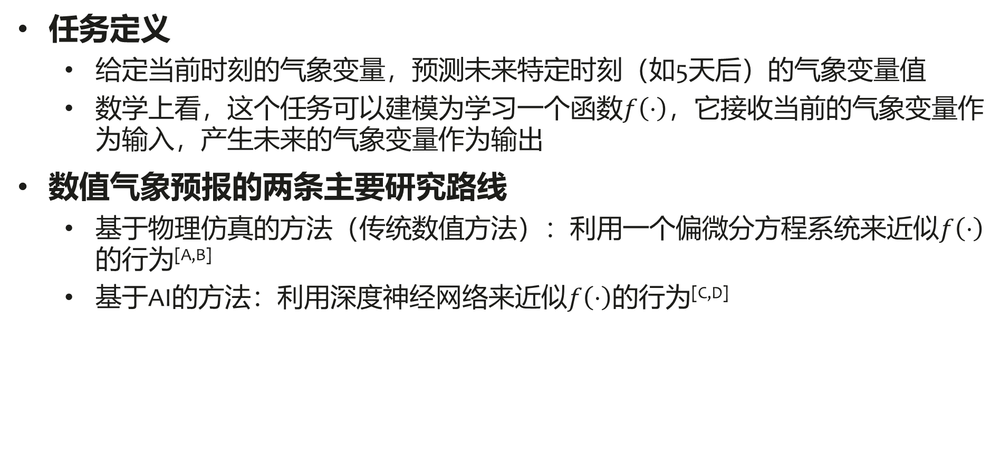 • 任务定义
• 给定当前时刻的气象变量，预测未来特定时刻（如5天后）的气象变量值
• 数学上看，这个任务可以建模为学习一个函数f(·)，它接收当前的气象变量作
为输入，产生未来的气象变量作为输出
• 数值气象预报的两条主要研究路线
• 基于物理仿真的方法（传统数值方法）：利用一个偏微分方程系统来近似f(·)
的行为[A,B]
• 基于AI的方法：利用深度神经网络来近似f(·)的行为[C,D]